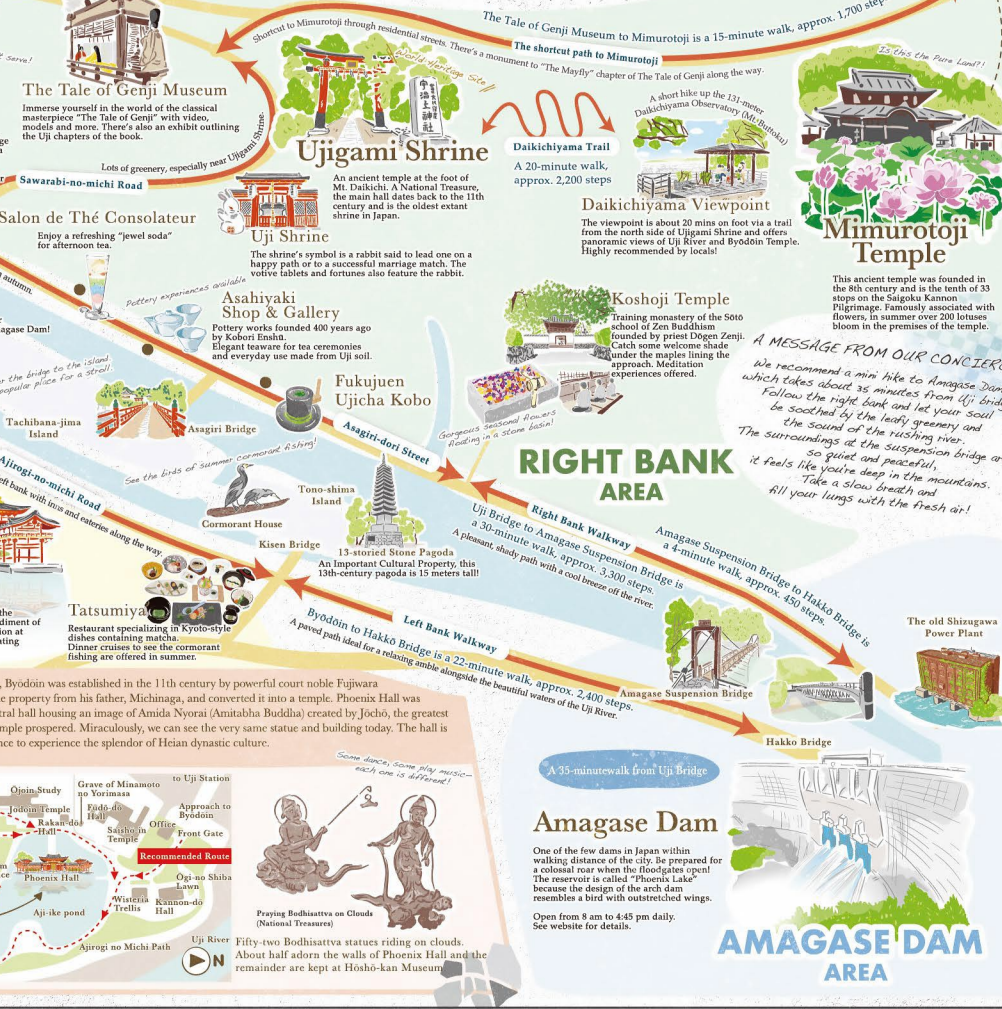 The Tale of Genji Museum to Mimurotoji is a 15-minute walk, approx. 1,700
The shortcut path to Mimurotoji
Shortcut to Mimurotoji through residential streets. There's a monument to "The Mayfly" chapter of The Tale of Genji along the way.
serve!
The Tale of Genji Museum
Immerse yourself in the world of the classical
masterpiece "The Tale of Genji" with video,
models and more. There's also an exhibit outlining
the Uji chapters of the book.
Lots of greenery, especially near Ujigami Shrine.
Sawarabi-no-michi Road
World Heritage Site!
宇治上神社
Ujigami Shrine
An ancient temple at the foot of
Mt. Daikichi. A National Treasure,
the main hall dates back to the 11th
century and is the oldest extant
shrine in Japan.
Daikichiyama Trail
A 20-minute walk,
approx. 2,200 steps
A short hike up the 131-meter
Daikichiyama Observatory (Mt. Buttoku)
Daikichiyama Viewpoint
The viewpoint is about 20 mins on foot via a trail
from the north side of Ujigami Shrine and offers
panoramic views of Uji River and Byōdōin Temple.
Highly recommended by locals!
Is this the Pure Land?!
Mimurotoji
Temple
This ancient temple was founded in
the 8th century and is the tenth of 33
stops on the Saigoku Kannon
Pilgrimage. Famously associated with
flowers, in summer over 200 lotuses
bloom in the premises of the temple.
Salon de Thé Consolateur
Enjoy a refreshing "jewel soda"
for afternoon tea.
Uji Shrine
The shrine's symbol is a rabbit said to lead one on a
happy path or to a successful marriage match. The
votive tablets and fortunes also feature the rabbit.
autumn.
Dam!
Pottery experiences available
Asahiyaki
Shop & Gallery
Pottery works founded 400 years ago
by Kobori Enshū.
Elegant teaware for tea ceremonies
and everyday use made from Uji soil.
Koshoji Temple
Training monastery of the Sōtō
school of Zen Buddhism
founded by priest Dōgen Zenji.
Catch some welcome shade
under the maples lining the
approach. Meditation
experiences offered.
Gorgeous seasonal flowers
floating in a stone basin!
A MESSAGE FROM OUR
We recommend a mini hike to Amagase Dam
which takes about 35 minutes from Uji
Follow the right bank and let your soul
be soothed by the leafy greenery and
the sound of the rushing river.
The surroundings at the suspension bridge
so quiet and peaceful,
it feels like you're deep in the mountains.
Take a slow breath and
fill your lungs with the fresh air!
the bridge to the island
popular place for a stroll.
Tachibana-jima
Island
Asagiri Bridge
Fukujuen
Ujicha Kobo
Asagiri-dori Street
RIGHT BANK
AREA
See the birds of summer cormorant fishing!
Cormorant House
Tono-shima
Island
Kisen Bridge
13-storied Stone Pagoda
An Important Cultural Property, this
13th-century pagoda is 15 meters tall!
Ajirogi-no-michi Road
bank with inns and eateries along the way.
Right Bank Walkway
Uji Bridge to Amagase Suspension Bridge is
a 30-minute walk, approx. 3,300 steps.
A pleasant, shady path with a cool breeze off the river.
Amagase Suspension Bridge to Hakkō Bridge is
a 4-minute walk, approx. 450 steps.
The old Shizugawa
Power Plant
the
at
Tatsumiya
Restaurant specializing in Kyoto-style
dishes containing matcha.
Dinner cruises to see the cormorant
fishing are offered in summer.
Left Bank Walkway
Byōdōin to Hakkō Bridge is a 22-minute walk, approx. 2,400 steps.
A paved path ideal for a relaxing amble alongside the beautiful waters of the Uji River.
Amagase Suspension Bridge
Hakko Bridge
Byōdōin was established in the 11th century by powerful court noble Fujiwara
property from his father, Michinaga, and converted it into a temple. Phoenix Hall was
hall housing an image of Amida Nyorai (Amitabha Buddha) created by Jōchō, the greatest
prospered. Miraculously, we can see the very same statue and building today. The hall is
to experience the splendor of Heian dynastic culture.
Ojoin Study
Grave of Minamoto
no Yorimasa
to Uji Station
Jōdoin Temple
Fūdō-dō
Hall
Approach to
Byōdōin
Rakan-dō
Hall
Saishō in
Temple
Office
Front Gate
Recommended Route
Phoenix Hall
Ogi-no Shiba
Lawn
Wisteria
Trellis
Kannon-dō
Hall
Aji-ike pond
Ajirogi no Michi Path
Uji River
N
Some dance, some play music—
each one is different!
Praying Bodhisattva on Clouds
(National Treasures)
Fifty-two Bodhisattva statues riding on clouds.
About half adorn the walls of Phoenix Hall and the
remainder are kept at Hōshō-kan Museum
A 35-minutewalk from Uji Bridge
Amagase Dam
One of the few dams in Japan within
walking distance of the city. Be prepared for
a colossal roar when the floodgates open!
The reservoir is called "Phoenix Lake"
because the design of the arch dam
resembles a bird with outstretched wings.
Open from 8 am to 4:45 pm daily.
See website for details.
AMAGASE DAM
AREA